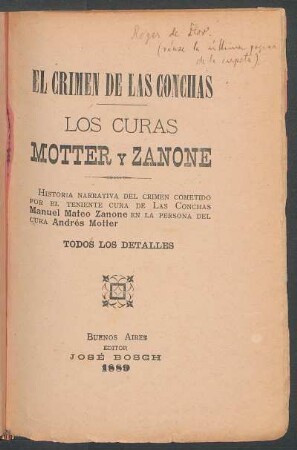 Roger de Flor.
(véase la última página
de la carpeta)
EL CRIMEN DE LAS CONCHAS
LOS CURAS
MOTTER Y ZANONE
HISTORIA NARRATIVA DEL CRIMEN COMETIDO
POR EL TENIENTE CURA DE LAS CONCHAS
Manuel Mateo Zanone EN LA PERSONA DEL
CURA Andrés Motter
TODOS LOS DETALLES
BUENOS AIRES
EDITOR
JOSÉ BOSCH
1889